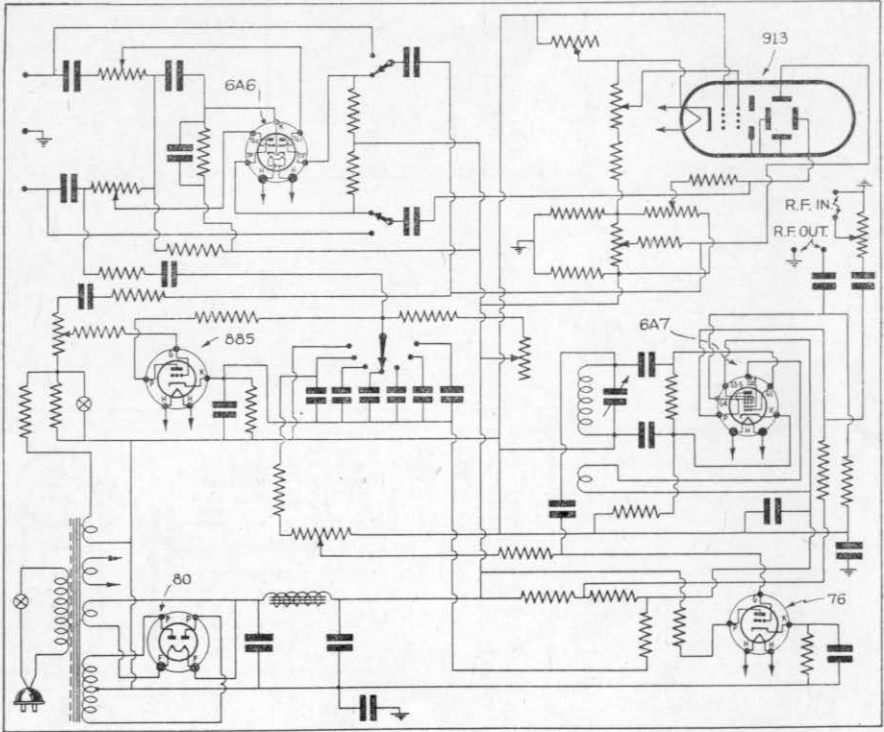 913
6A6
K
H H
R.F. IN.
R.F. OUT.
885
G
P K
H H
6A7
P K
H H
80
P P
F F
76
G
P K
H H